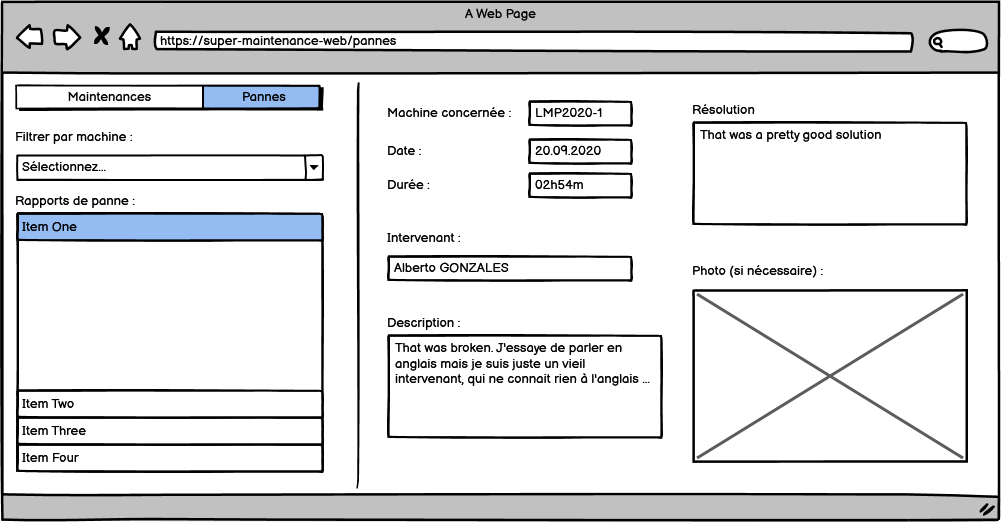 A Web Page
https://super-maintenance-web/pannes
Maintenances
Pannes
Filtrer par machine :
Sélectionnez...
Rapports de panne :
Item One
Item Two
Item Three
Item Four
Machine concernée :
LMP2020-1
Date :
20.09.2020
Durée :
02h54m
Intervenant :
Alberto GONZALES
Description :
That was broken. J'essaye de parler en
anglais mais je suis juste un vieil
intervenant, qui ne connait rien à l'anglais ...
Résolution
That was a pretty good solution
Photo (si nécessaire) :